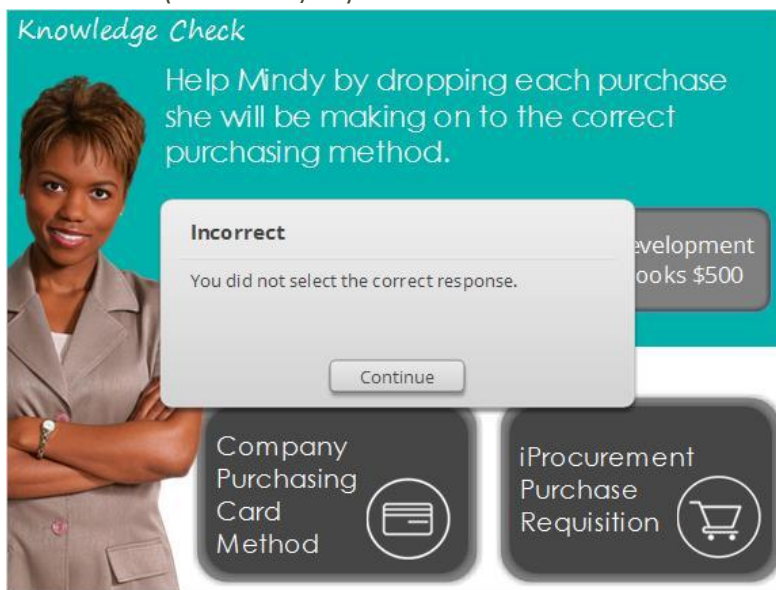 Knowledge Check
Help Mindy by dropping each purchase
she will be making on to the correct
purchasing method.
Incorrect
You did not select the correct response.
Continue
ooks $500
Company
Purchasing
Card
Method
iProcurement
Purchase
Requisition